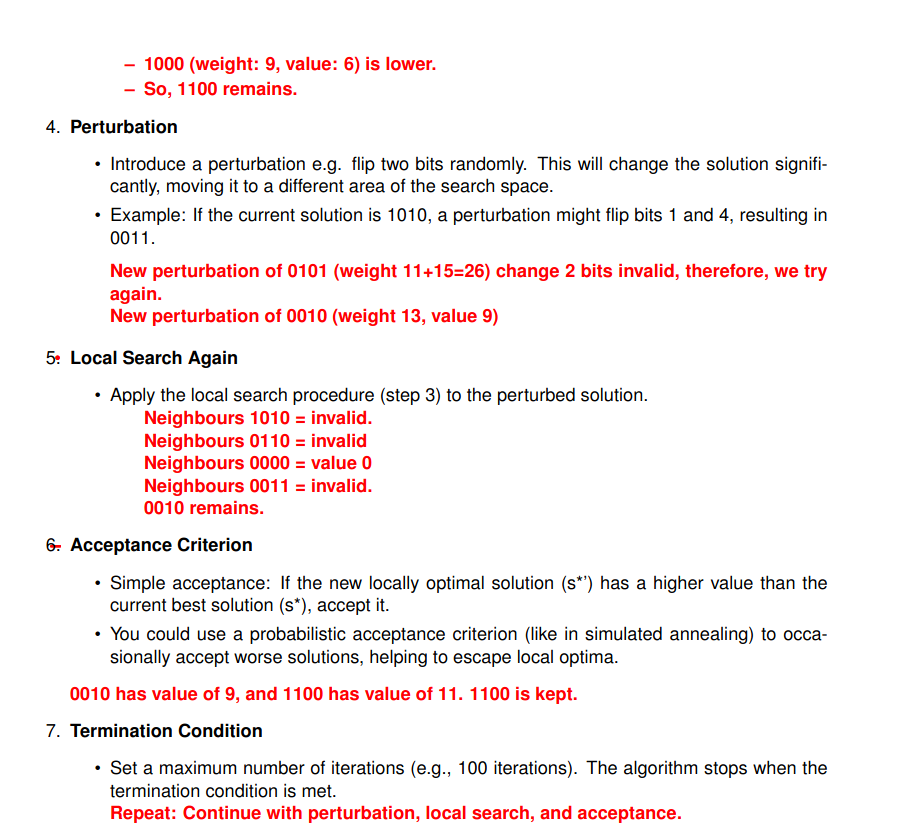 – 1000 (weight: 9, value: 6) is lower.
– So, 1100 remains.
4. Perturbation
• Introduce a perturbation e.g. flip two bits randomly. This will change the solution signifi-
cantly, moving it to a different area of the search space.
• Example: If the current solution is 1010, a perturbation might flip bits 1 and 4, resulting in
0011.
New perturbation of 0101 (weight 11+15=26) change 2 bits invalid, therefore, we try
again.
New perturbation of 0010 (weight 13, value 9)
5. Local Search Again
• Apply the local search procedure (step 3) to the perturbed solution.
Neighbours 1010 = invalid.
Neighbours 0110 = invalid
Neighbours 0000 = value 0
Neighbours 0011 = invalid.
0010 remains.
6. Acceptance Criterion
• Simple acceptance: If the new locally optimal solution (s*') has a higher value than the
current best solution (s*), accept it.
• You could use a probabilistic acceptance criterion (like in simulated annealing) to occa-
sionally accept worse solutions, helping to escape local optima.
0010 has value of 9, and 1100 has value of 11. 1100 is kept.
7. Termination Condition
• Set a maximum number of iterations (e.g., 100 iterations). The algorithm stops when the
termination condition is met.
Repeat: Continue with perturbation, local search, and acceptance.